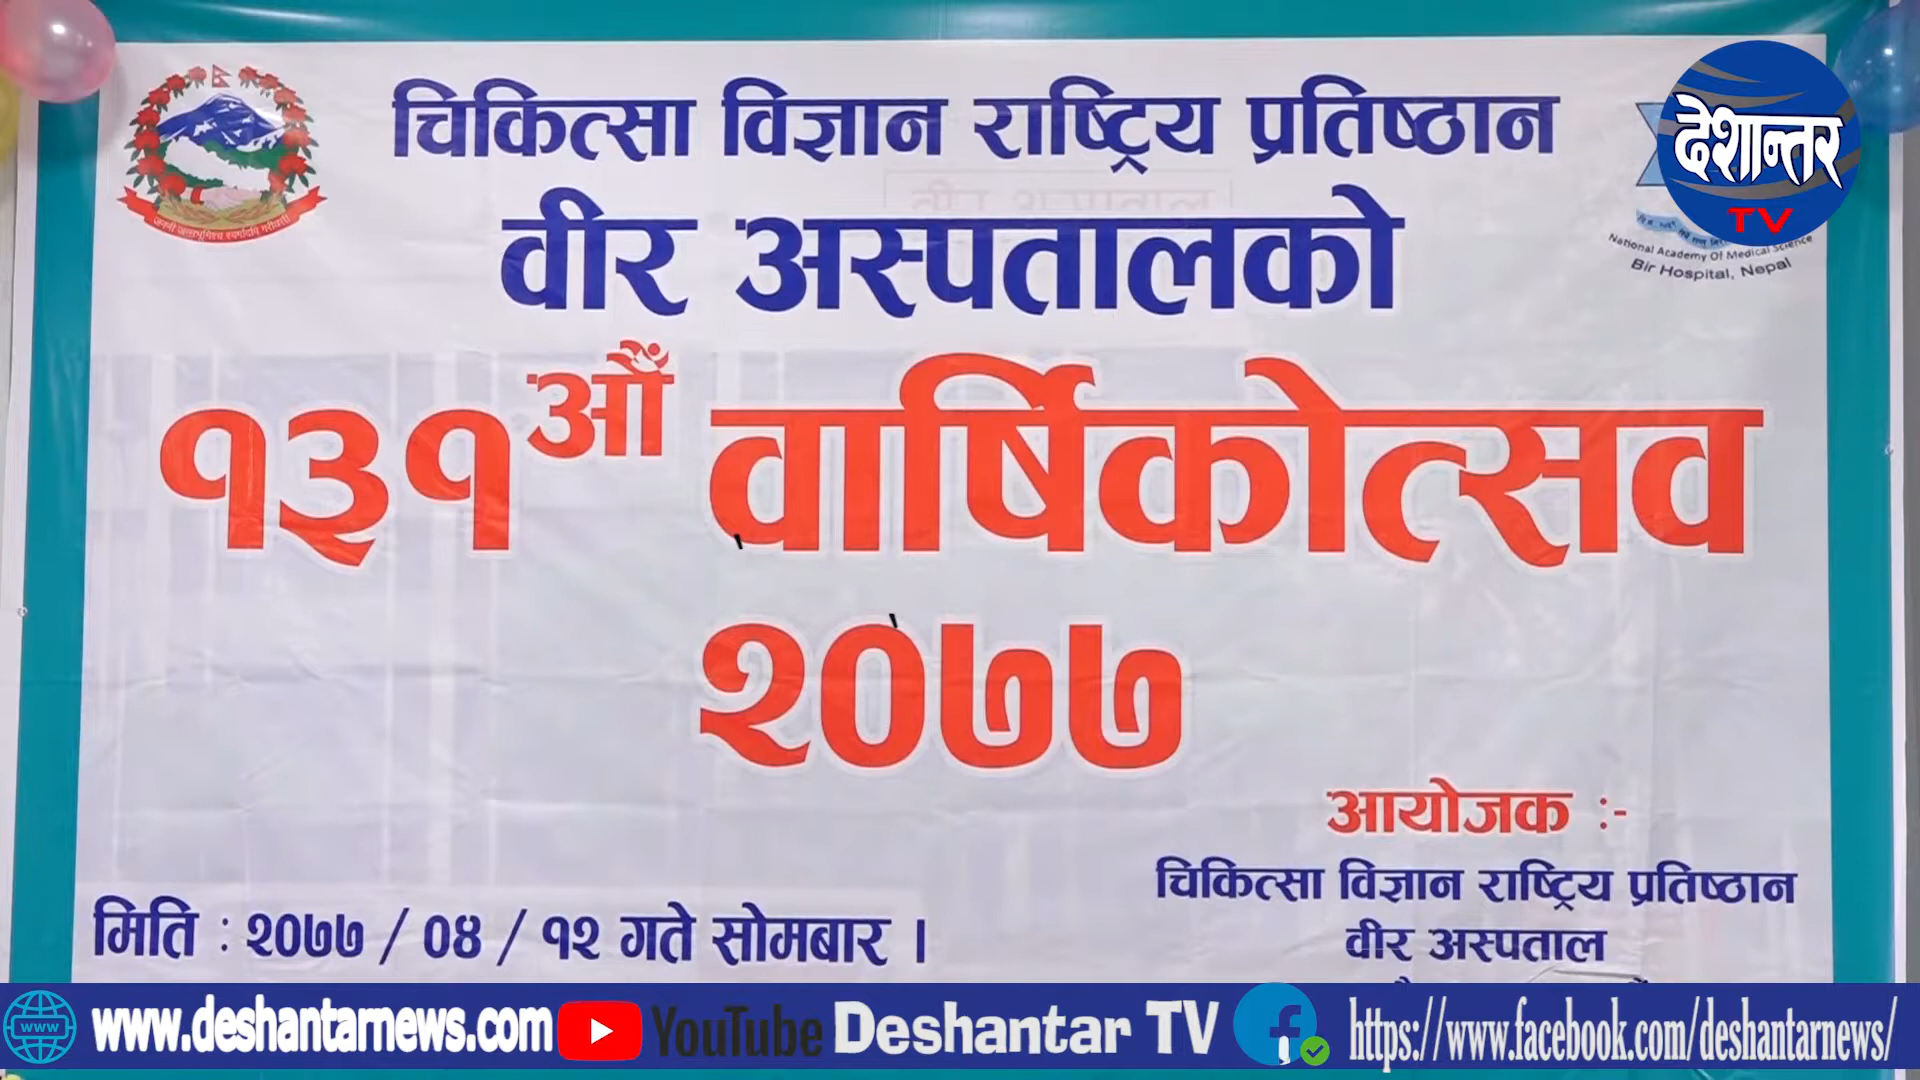 चिकित्सा विज्ञान राष्ट्रिय प्रतिष्ठान
वीर अस्पतालको
१३१औं वार्षिकोत्सव
२०७७
आयोजक :-
चिकित्सा विज्ञान राष्ट्रिय प्रतिष्ठान
वीर अस्पताल
मिति : २०७७ / ०४ / १२ गते सोमबार ।
देशान्तर
TV
National Academy Of Medical Science
Bir Hospital, Nepal
www.deshantarnews.com
YouTube
Deshantar TV
https://www.facebook.com/deshantarnews/